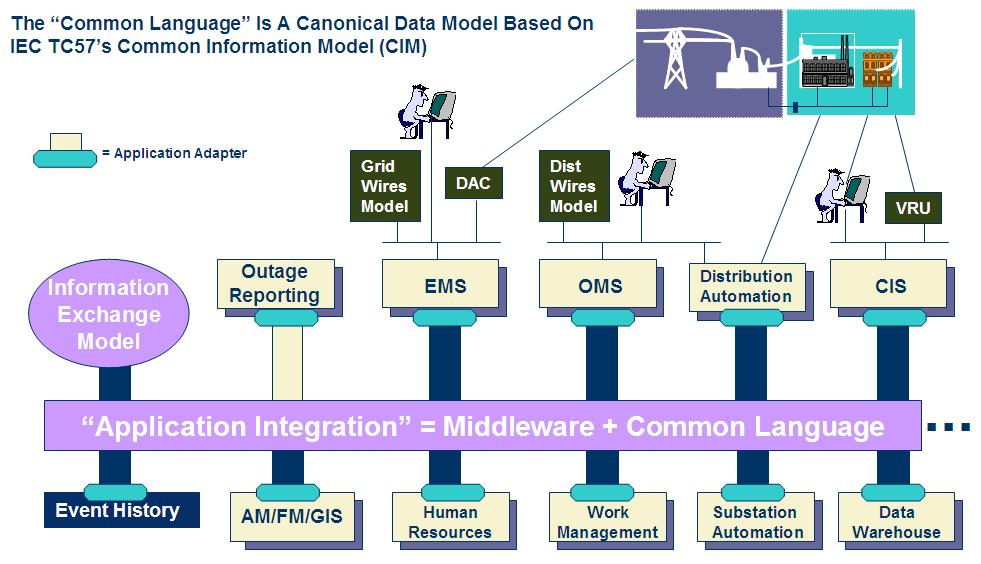 The “Common Language” Is A Canonical Data Model Based On
IEC TC57’s Common Information Model (CIM)
= Application Adapter
Grid
Wires
Model
DAC
Dist
Wires
Model
VRU
Information
Exchange
Model
Outage
Reporting
EMS
OMS
Distribution
Automation
CIS
“Application Integration” = Middleware + Common Language
...
Event History
AM/FM/GIS
Human
Resources
Work
Management
Substation
Automation
Data
Warehouse